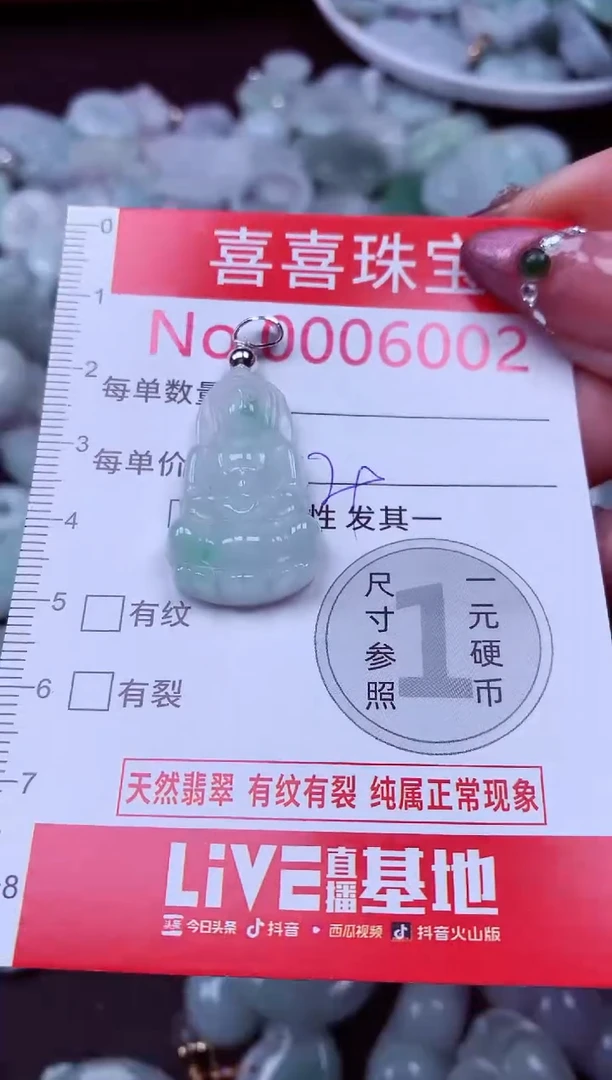 0
喜喜珠宝
1
No 0006002
2
每单数量
3
每单价
4
性 发其一
尺寸参照
1
一元硬币
5
有纹
6
有裂
7
天然翡翠 有纹有裂 纯属正常现象
8
LiVE直播基地
头条 今日头条 抖音 • 西瓜视频 抖音火山版